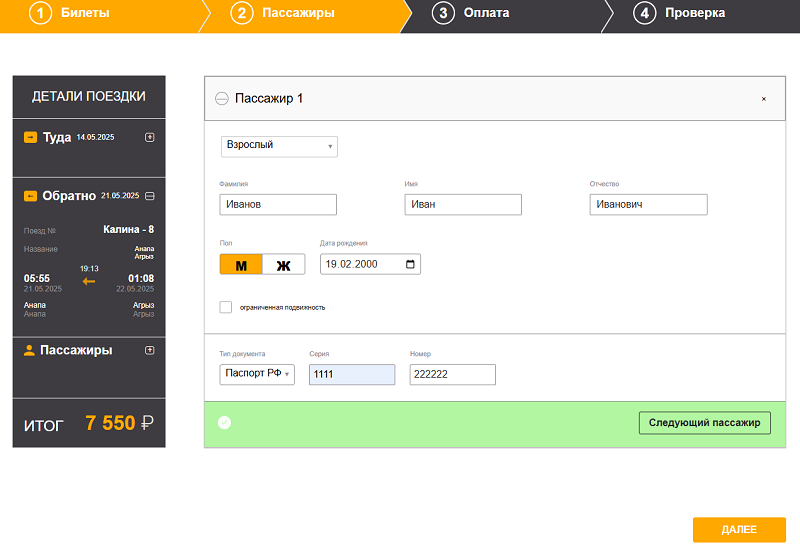 1 Билеты
2 Пассажиры
3 Оплата
4 Проверка
ДЕТАЛИ ПОЕЗДКИ
Туда 14.05.2025
Обратно 21.05.2025
Поезд № Калина - 8
Название Анапа
Агрыз
19:13
05:55 01:08
21.05.2025 22.05.2025
Анапа Агрыз
Анапа Агрыз
Пассажиры
ИТОГ 7 550 ₽
Пассажир 1 ×
Взрослый
Фамилия Имя Отчество
Иванов Иван Иванович
Пол Дата рождения
М Ж 19.02.2000
ограниченная подвижность
Тип документа Серия Номер
Паспорт РФ 1111 222222
Следующий пассажир
ДАЛЕЕ